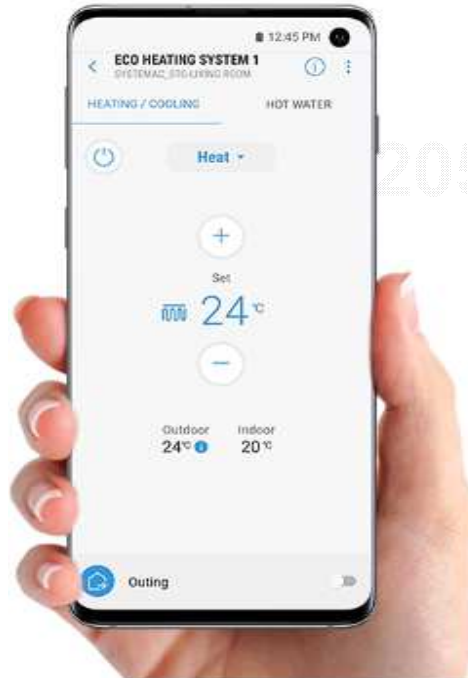 12:45 PM
ECO HEATING SYSTEM 1
HEATING / COOLING HOT WATER
Heat
+
Set
24 °C
−
Outdoor Indoor
24°C 20°C
Outing
205